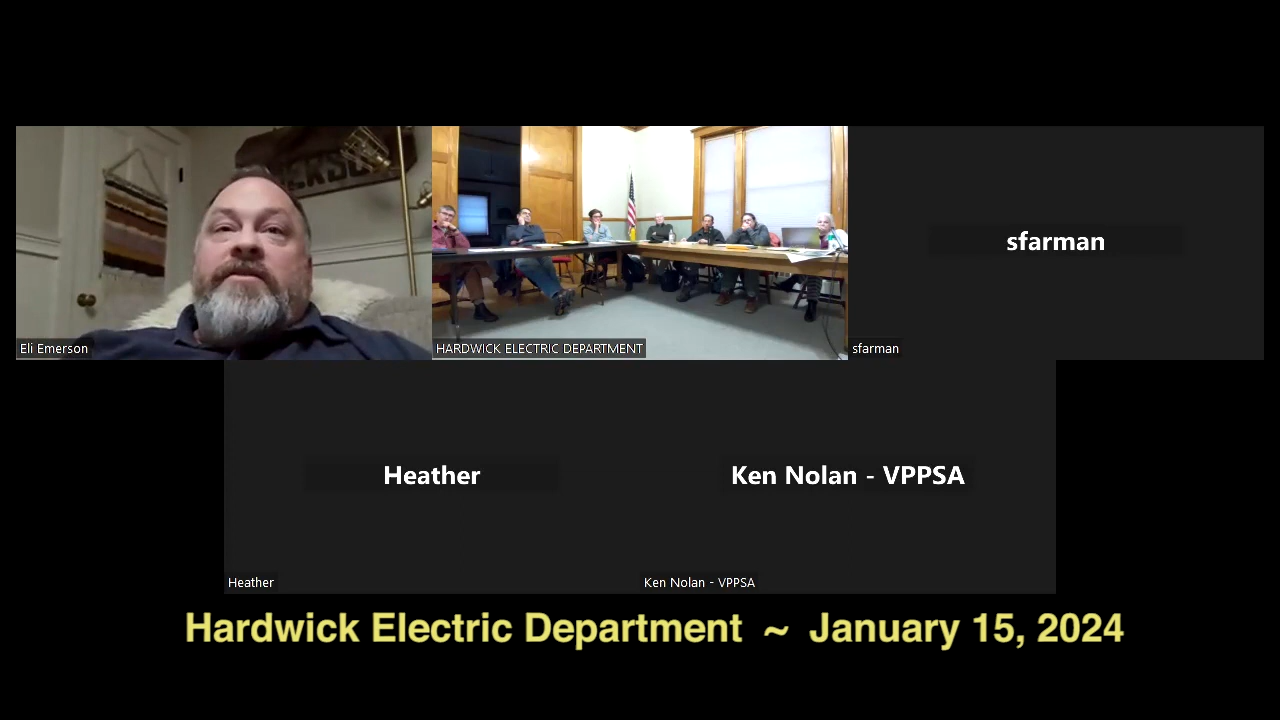 Eli Emerson
HARDWICK ELECTRIC DEPARTMENT
sfarman
sfarman
Heather
Ken Nolan - VPPSA
Heather
Ken Nolan - VPPSA
Hardwick Electric Department ~ January 15, 2024